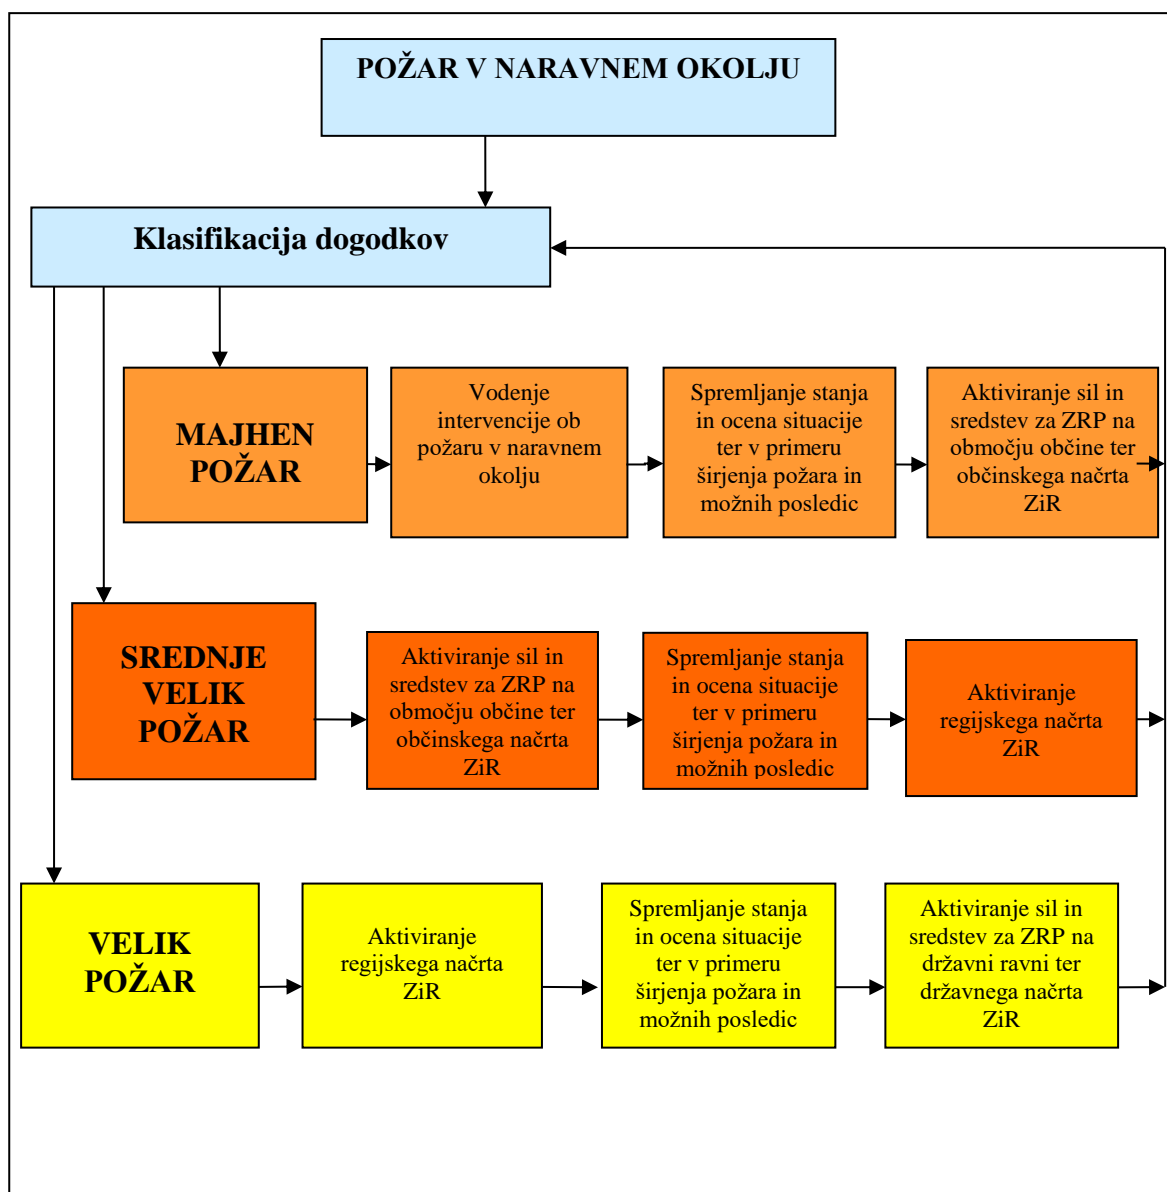 POŽAR V NARAVNEM OKOLJU
Klasifikacija dogodkov
MAJHEN
POŽAR
Vodenje
intervencije ob
požaru v naravnem
okolju
Spremljanje stanja
in ocena situacije
ter v primeru
širjenja požara in
možnih posledic
Aktiviranje sil in
sredstev za ZRP na
območju občine ter
občinskega načrta
ZiR
SREDNJE
VELIK
POŽAR
Aktiviranje sil in
sredstev za ZRP na
območju občine ter
občinskega načrta
ZiR
Spremljanje stanja
in ocena situacije
ter v primeru
širjenja požara in
možnih posledic
Aktiviranje
regijskega načrta
ZiR
VELIK
POŽAR
Aktiviranje
regijskega načrta
ZiR
Spremljanje stanja
in ocena situacije
ter v primeru
širjenja požara in
možnih posledic
Aktiviranje sil in
sredstev za ZRP na
državni ravni ter
državnega načrta
ZiR